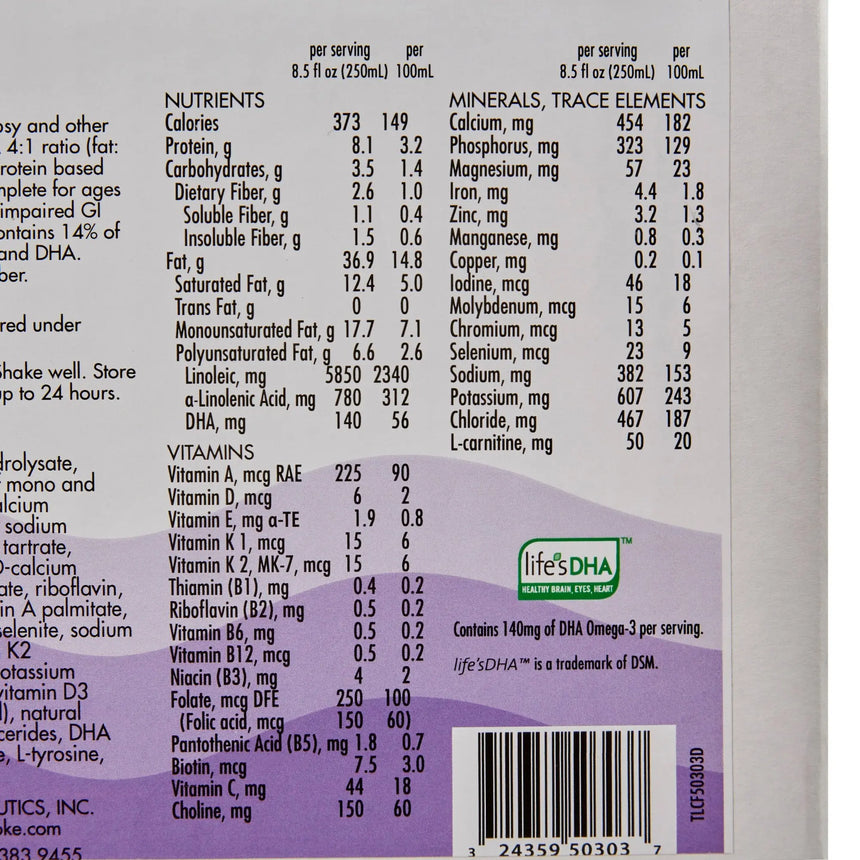 psy and other
4:1 ratio (fat:
rotein based
mplete for ages
impaired GI
ontains 14% of
and DHA.
ber.
red under
Shake well. Store
up to 24 hours.
drolysate,
mono and
alcium
sodium
tartrate,
D-calcium
ate, riboflavin,
in A palmitate,
selenite, sodium
K2
otassium
vitamin D3
l), natural
cerides, DHA
e, L-tyrosine,
UTICS, INC.
oke.com
383 9455
per serving per
8.5 fl oz (250mL) 100mL
NUTRIENTS
Calories 373 149
Protein, g 8.1 3.2
Carbohydrates, g 3.5 1.4
Dietary Fiber, g 2.6 1.0
Soluble Fiber, g 1.1 0.4
Insoluble Fiber, g 1.5 0.6
Fat, g 36.9 14.8
Saturated Fat, g 12.4 5.0
Trans Fat, g 0 0
Monounsaturated Fat, g 17.7 7.1
Polyunsaturated Fat, g 6.6 2.6
Linoleic, mg 5850 2340
α-Linolenic Acid, mg 780 312
DHA, mg 140 56
VITAMINS
Vitamin A, mcg RAE 225 90
Vitamin D, mcg 6 2
Vitamin E, mg α-TE 1.9 0.8
Vitamin K 1, mcg 15 6
Vitamin K 2, MK-7, mcg 15 6
Thiamin (B1), mg 0.4 0.2
Riboflavin (B2), mg 0.5 0.2
Vitamin B6, mg 0.5 0.2
Vitamin B12, mcg 0.5 0.2
Niacin (B3), mg 4 2
Folate, mcg DFE 250 100
(Folic acid, mcg 150 60)
Pantothenic Acid (B5), mg 1.8 0.7
Biotin, mcg 7.5 3.0
Vitamin C, mg 44 18
Choline, mg 150 60
per serving per
8.5 fl oz (250mL) 100mL
MINERALS, TRACE ELEMENTS
Calcium, mg 454 182
Phosphorus, mg 323 129
Magnesium, mg 57 23
Iron, mg 4.4 1.8
Zinc, mg 3.2 1.3
Manganese, mg 0.8 0.3
Copper, mg 0.2 0.1
Iodine, mcg 46 18
Molybdenum, mcg 15 6
Chromium, mcg 13 5
Selenium, mcg 23 9
Sodium, mg 382 153
Potassium, mg 607 243
Chloride, mg 467 187
L-carnitine, mg 50 20
life'sDHA™
HEALTHY BRAIN, EYES, HEART
Contains 140mg of DHA Omega-3 per serving.
life'sDHA™ is a trademark of DSM.
TLCF50303D
3 24359 50303 7